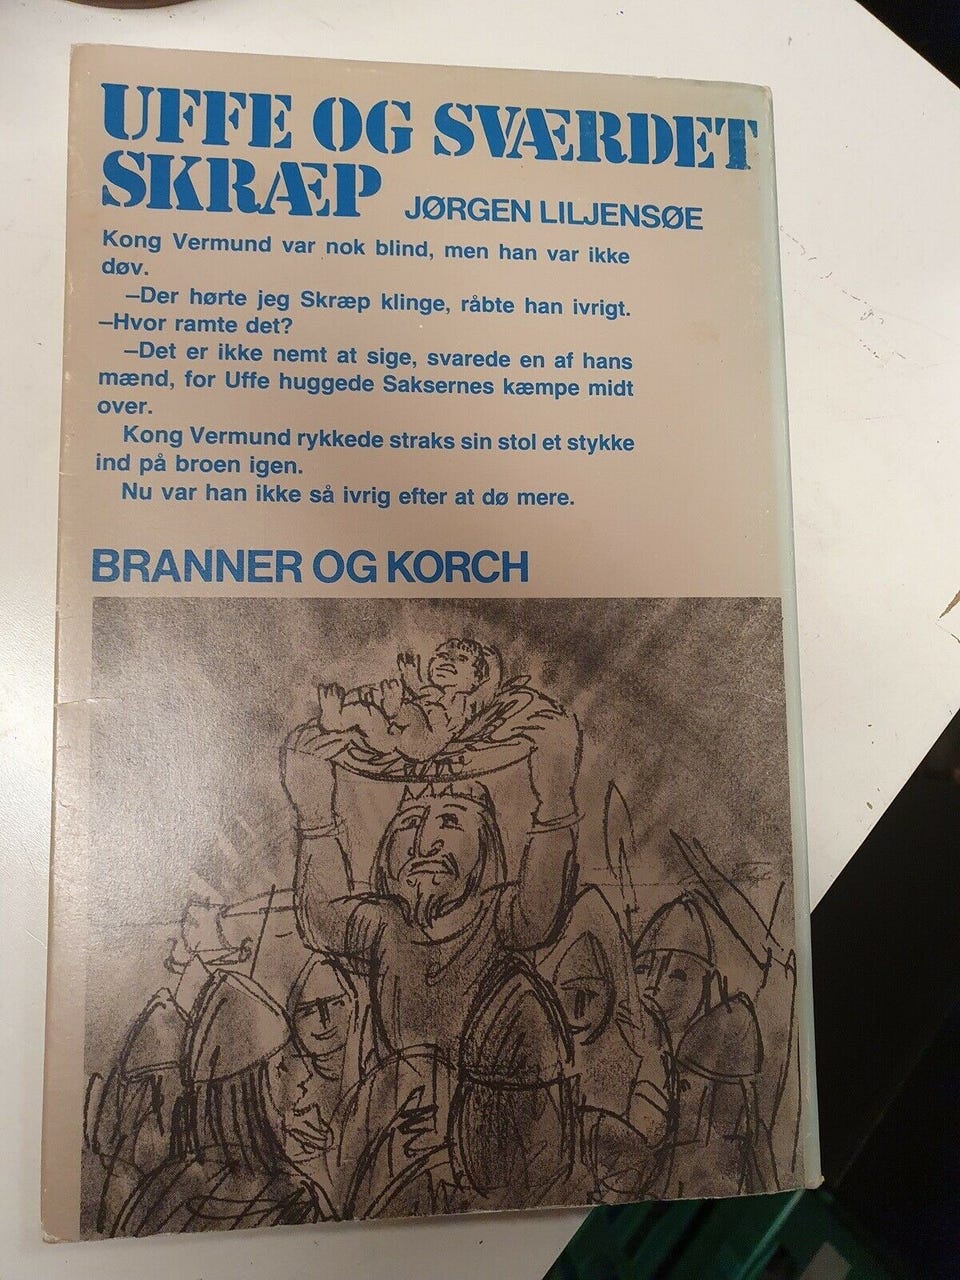 UFFE OG SVÆRDET
SKRÆP JØRGEN LILJENSØE
Kong Vermund var nok blind, men han var ikke
døv.
–Der hørte jeg Skræp klinge, råbte han ivrigt.
–Hvor ramte det?
–Det er ikke nemt at sige, svarede en af hans
mænd, for Uffe huggede Saksernes kæmpe midt
over.
Kong Vermund rykkede straks sin stol et stykke
ind på broen igen.
Nu var han ikke så ivrig efter at dø mere.
BRANNER OG KORCH